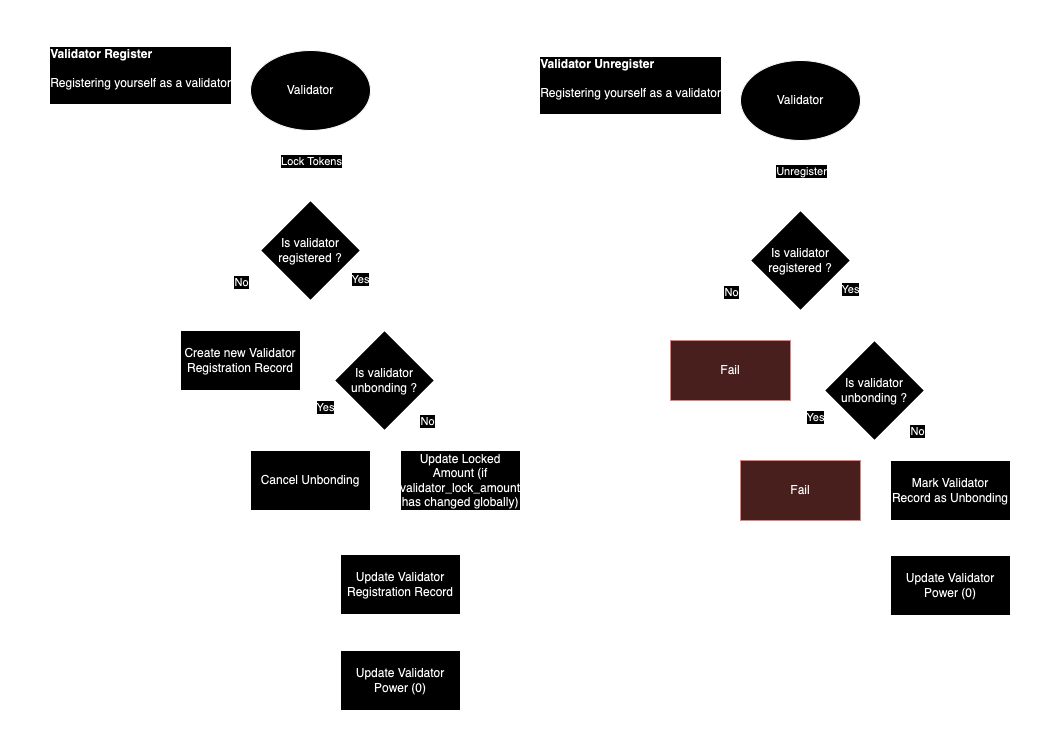 Validator Register
Registering yourself as a validator
Validator
Lock Tokens
Is validator
registered ?
No
Yes
Create new Validator
Registration Record
Is validator
unbonding ?
Yes
No
Cancel Unbonding
Update Locked
Amount (if
validator_lock_amount
has changed globally)
Update Validator
Registration Record
Update Validator
Power (0)
Validator Unregister
Registering yourself as a validator
Validator
Unregister
Is validator
registered ?
No
Yes
Fail
Is validator
unbonding ?
Yes
No
Fail
Mark Validator
Record as Unbonding
Update Validator
Power (0)